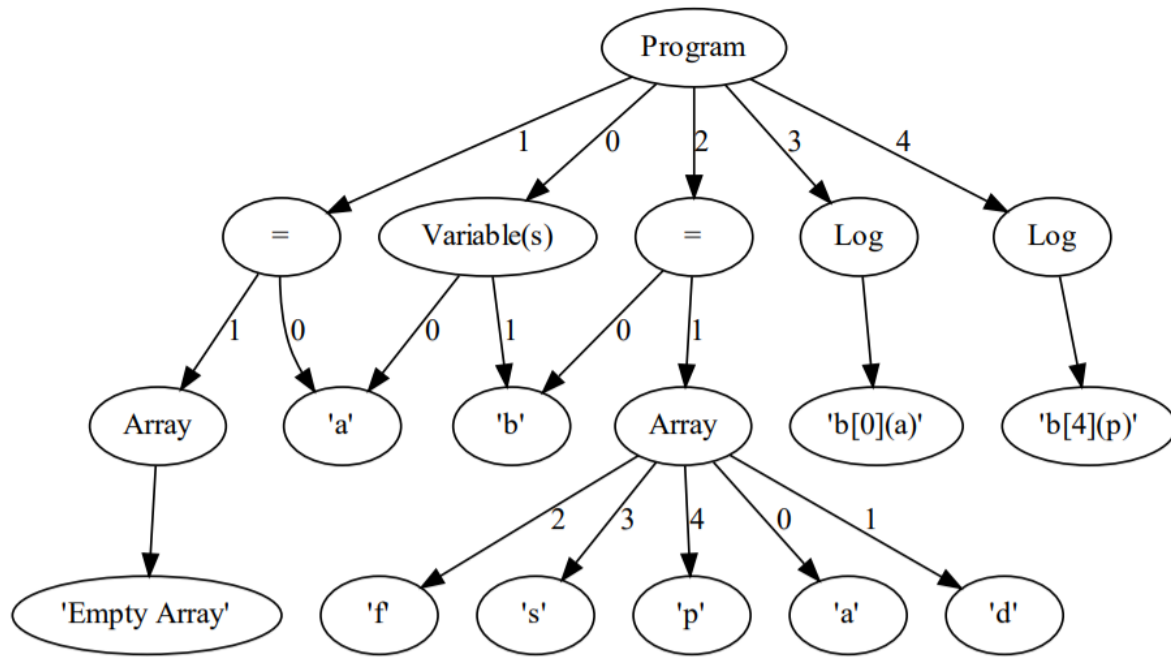 Program
1
0
2
3
4
=
Variable(s)
=
Log
Log
1
0
0
1
0
1
Array
'a'
'b'
Array
'b[0](a)'
'b[4](p)'
2
3
4
0
1
'Empty Array'
'f'
's'
'p'
'a'
'd'